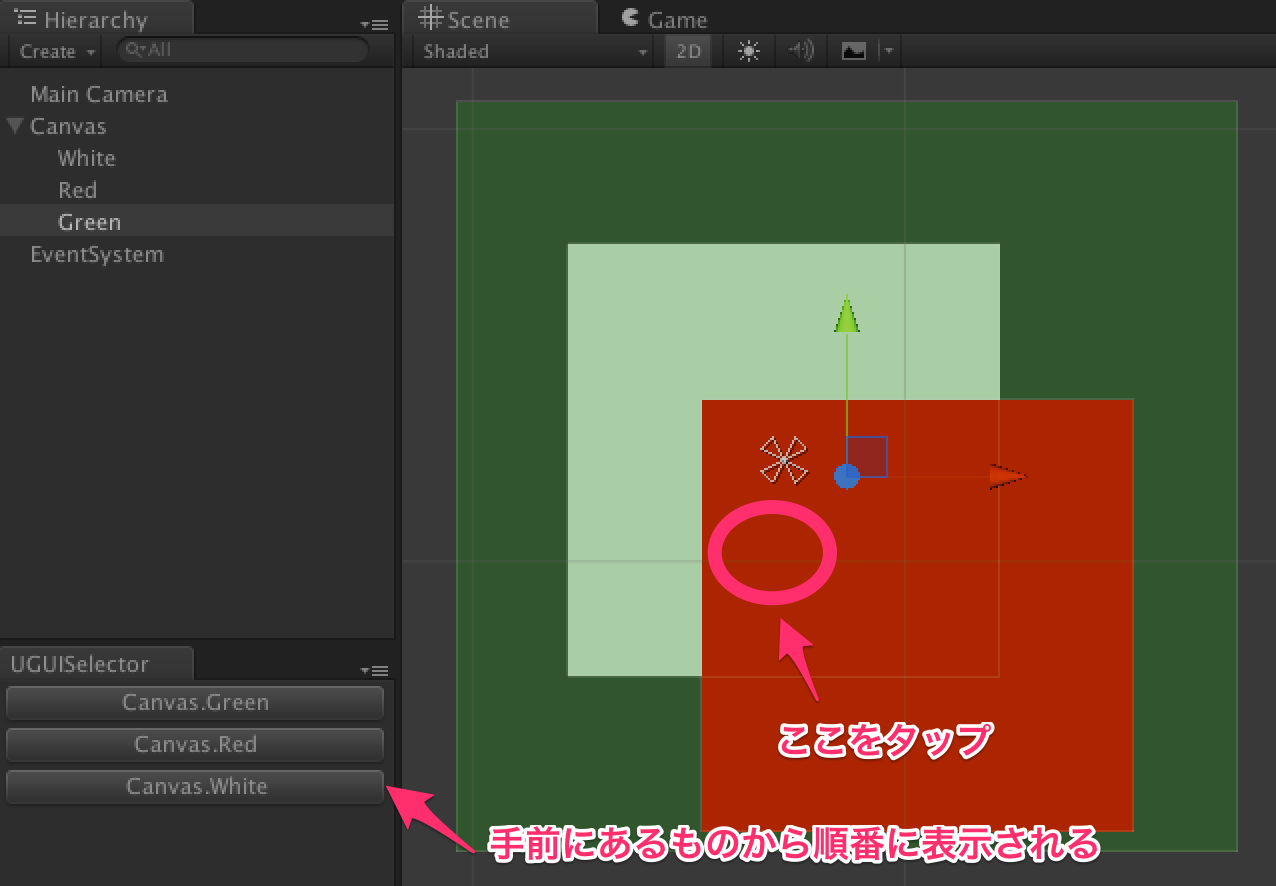 Hierarchy
Create
All
Main Camera
Canvas
White
Red
Green
EventSystem
UGUISelector
Canvas.Green
Canvas.Red
Canvas.White
Scene
Game
Shaded
2D
ここをタップ
手前にあるものから順番に表示される